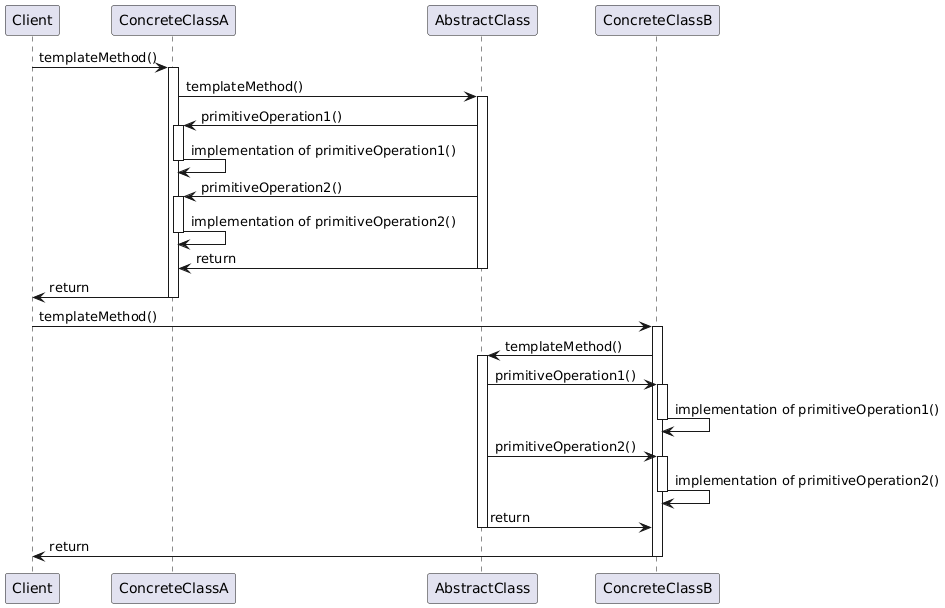 Client ConcreteClassA AbstractClass ConcreteClassB
templateMethod()
templateMethod()
primitiveOperation1()
implementation of primitiveOperation1()
primitiveOperation2()
implementation of primitiveOperation2()
return
return
templateMethod()
templateMethod()
primitiveOperation1()
implementation of primitiveOperation1()
primitiveOperation2()
implementation of primitiveOperation2()
return
return
Client ConcreteClassA AbstractClass ConcreteClassB